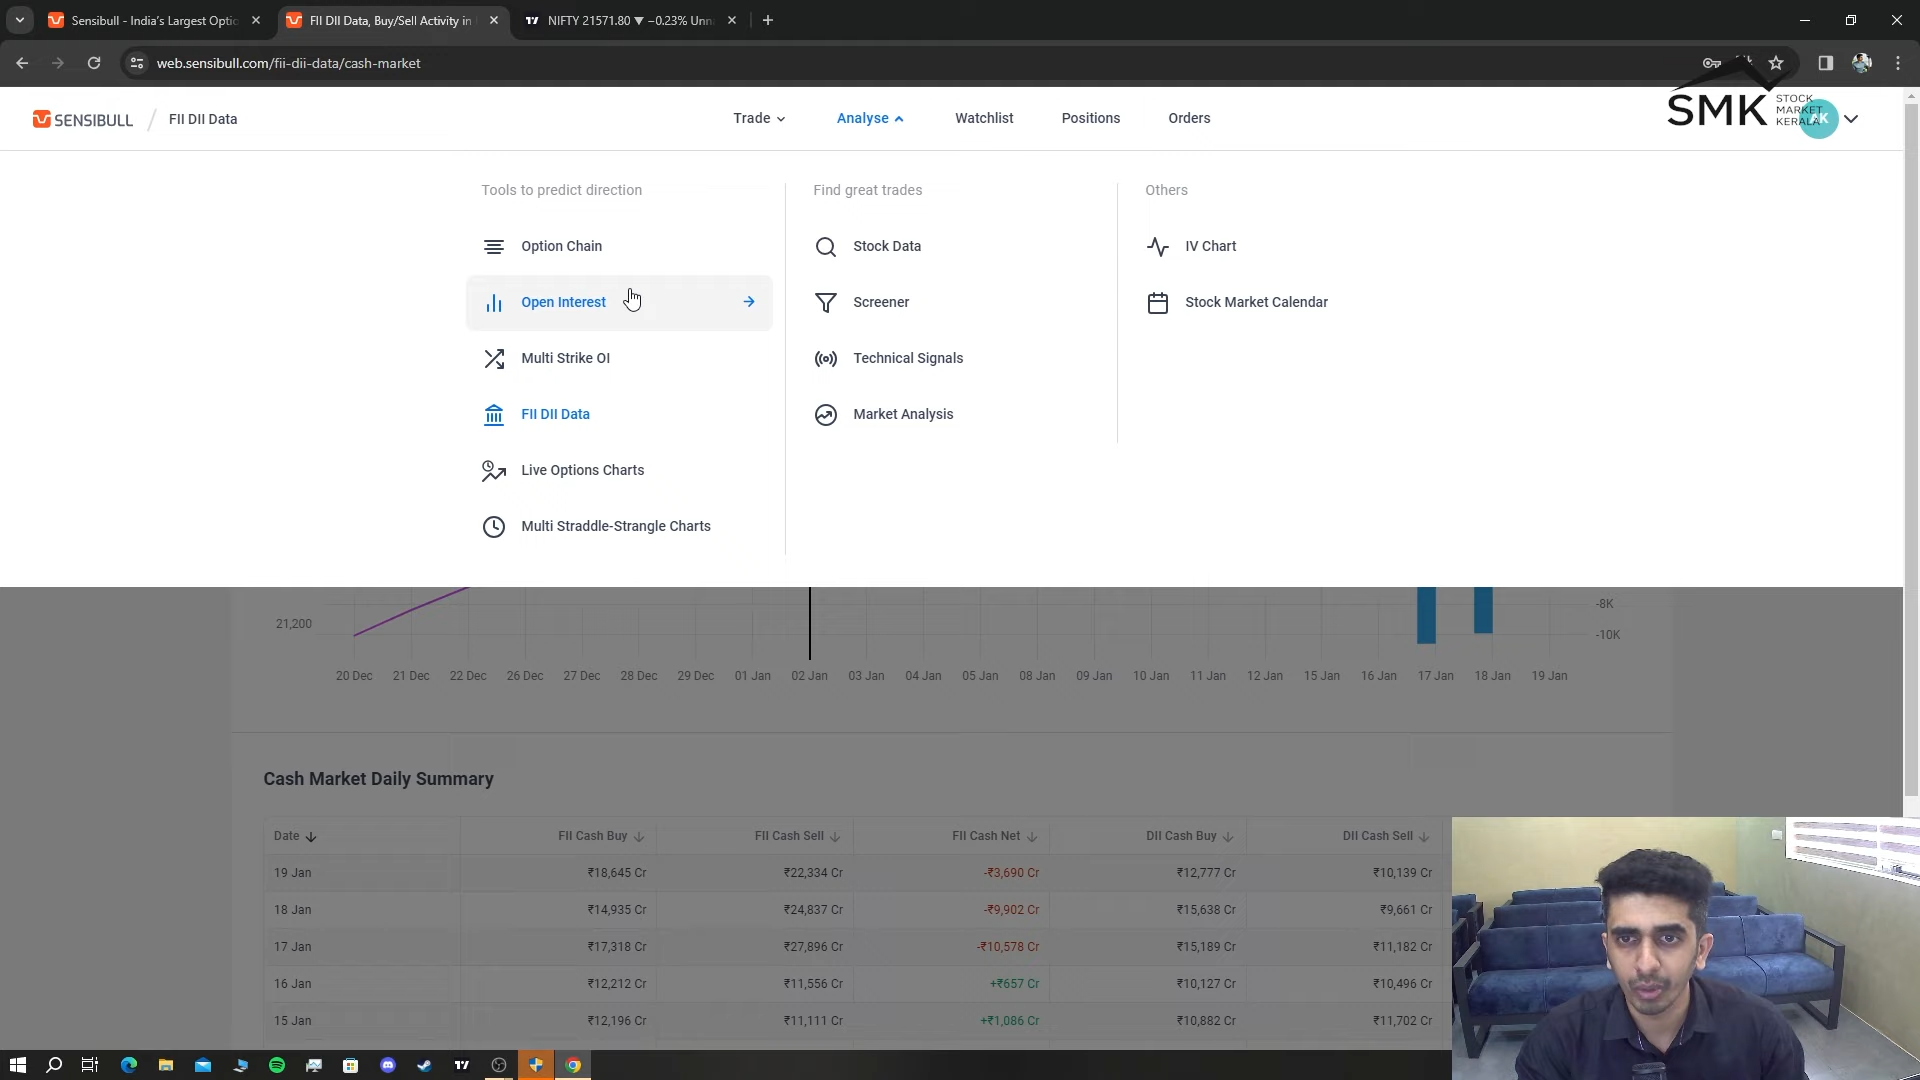 Sensibull - India's Largest Optio
FII DII Data, Buy/Sell Activity in
NIFTY 21571.80 ▼ −0.23% Unn
web.sensibull.com/fii-dii-data/cash-market
SENSIBULL / FII DII Data
Trade
Analyse
Watchlist
Positions
Orders
SMK STOCK MARKET KERALA
AK
Tools to predict direction
Option Chain
Open Interest
Multi Strike OI
FII DII Data
Live Options Charts
Multi Straddle-Strangle Charts
Find great trades
Stock Data
Screener
Technical Signals
Market Analysis
Others
IV Chart
Stock Market Calendar
21,200
-8K
-10K
20 Dec 21 Dec 22 Dec 26 Dec 27 Dec 28 Dec 29 Dec 01 Jan 02 Jan 03 Jan 04 Jan 05 Jan 08 Jan 09 Jan 10 Jan 11 Jan 12 Jan 15 Jan 16 Jan 17 Jan 18 Jan 19 Jan
Cash Market Daily Summary
Date FII Cash Buy FII Cash Sell FII Cash Net DII Cash Buy DII Cash Sell
19 Jan ₹18,645 Cr ₹22,334 Cr -₹3,690 Cr ₹12,777 Cr ₹10,139 Cr
18 Jan ₹14,935 Cr ₹24,837 Cr -₹9,902 Cr ₹15,638 Cr ₹9,661 Cr
17 Jan ₹17,318 Cr ₹27,896 Cr -₹10,578 Cr ₹15,189 Cr ₹11,182 Cr
16 Jan ₹12,212 Cr ₹11,556 Cr +₹657 Cr ₹10,127 Cr ₹10,496 Cr
15 Jan ₹12,196 Cr ₹11,111 Cr +₹1,086 Cr ₹10,882 Cr ₹11,702 Cr